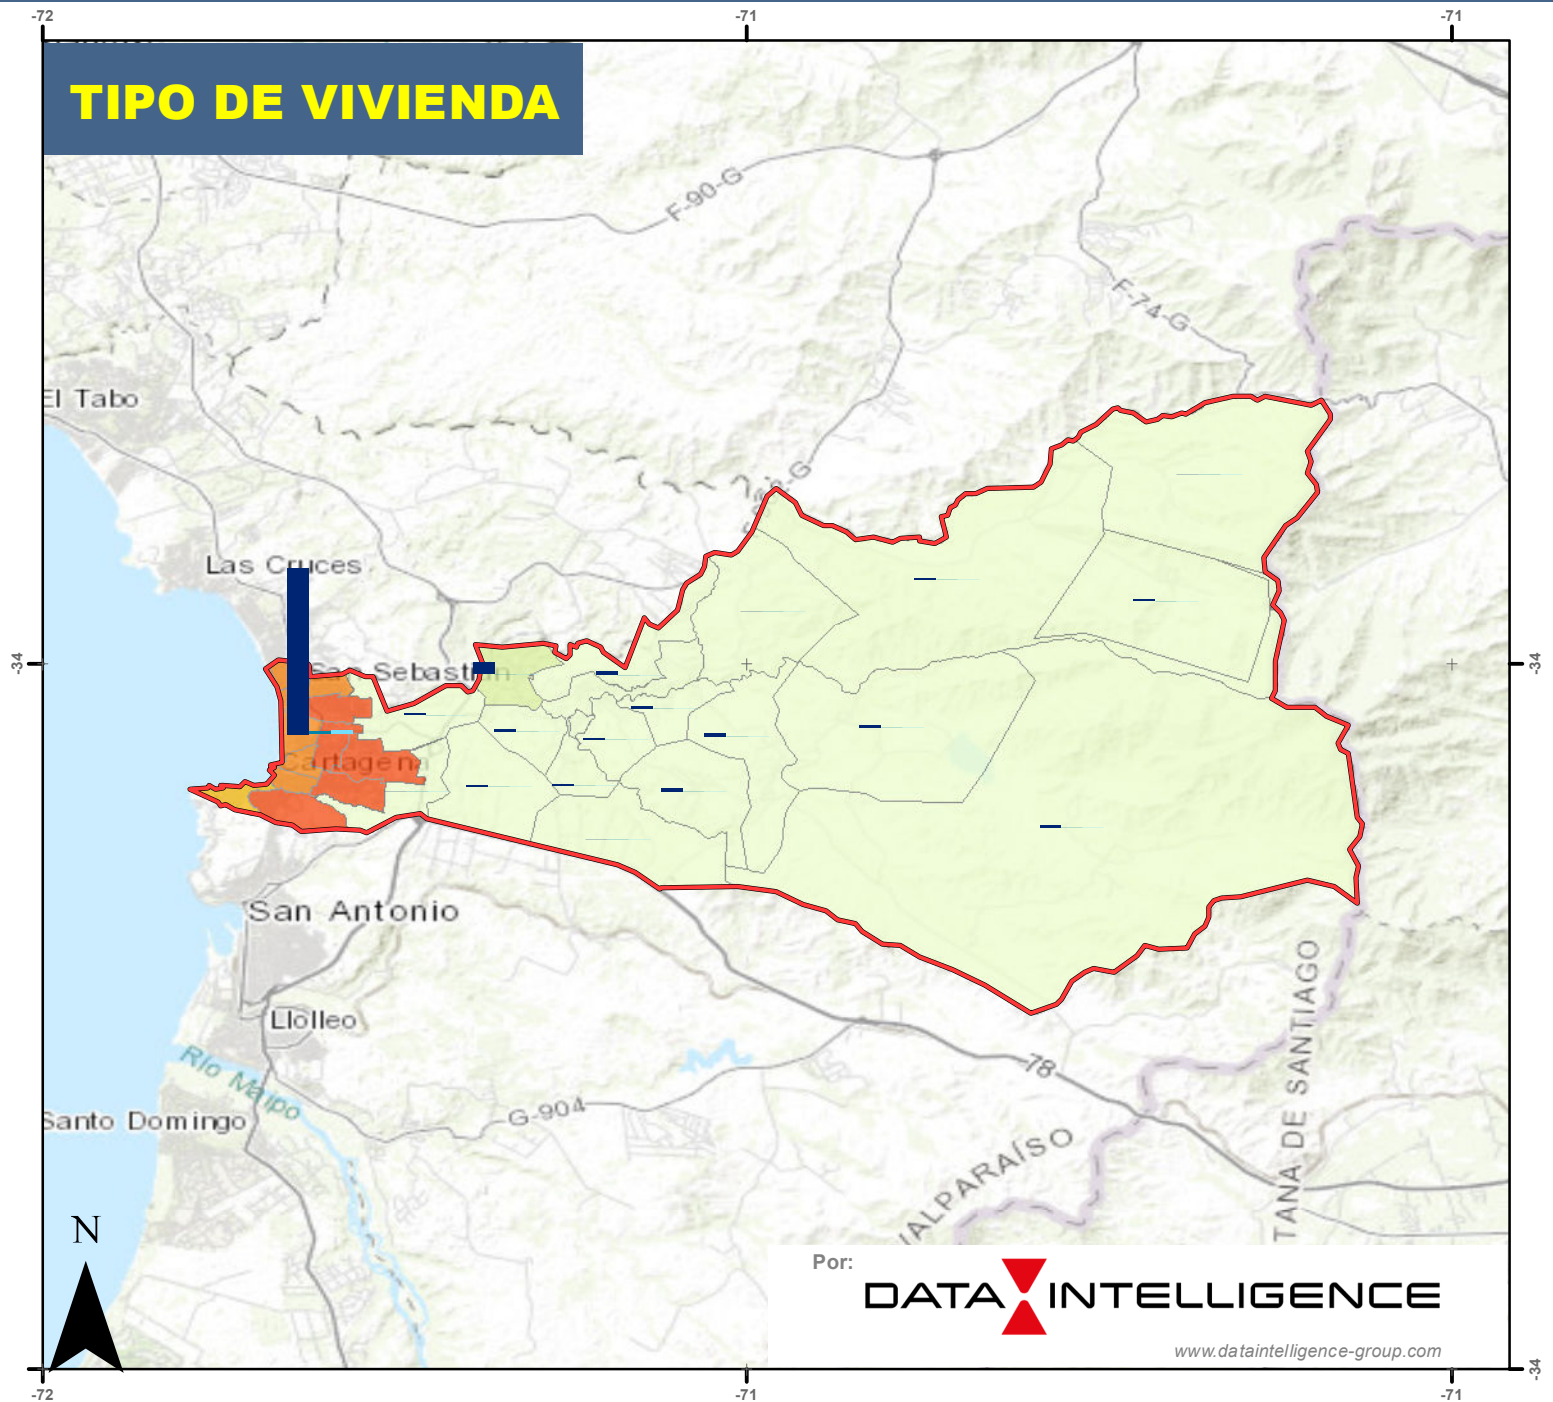 -72
-71
-71
TIPO DE VIVIENDA
F-90-G
F-74-G
El Tabo
Las Cruces
-34
San Sebastián
-34
Cartagena
San Antonio
Llolleo
Río Maipo
Santo Domingo
G-904
78
TANA DE SANTIAGO
ALPARAÍSO
N
Por:
DATA INTELLIGENCE
www.dataintelligence-group.com
-34
-72
-71
-71